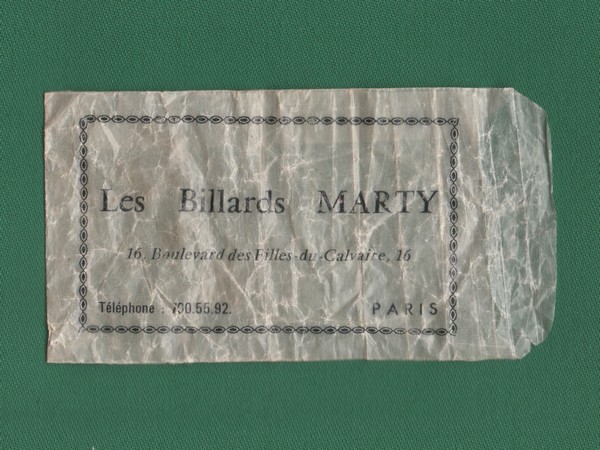 Les Billards MARTY
16, Boulevard des Filles-du-Calvaire, 16
Téléphone : 700.55.92.
PARIS